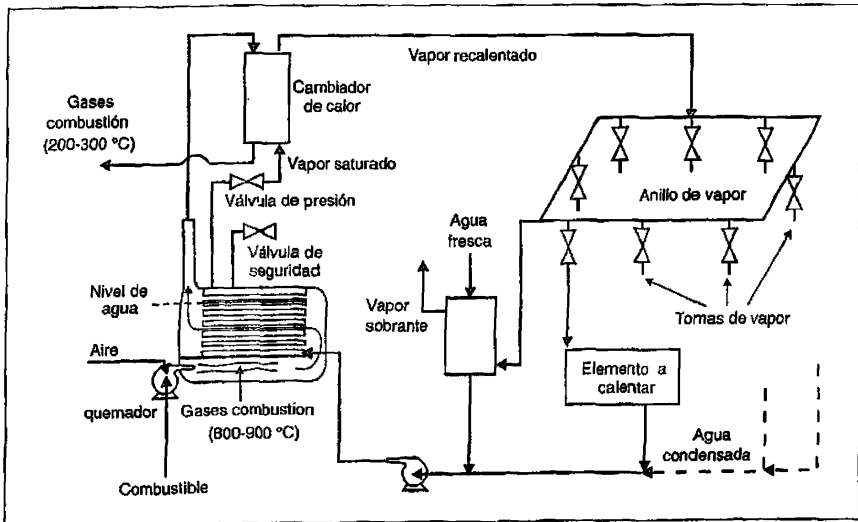 Vapor recalentado
Cambiador
de calor
Gases
combustión
(200-300 °C)
Vapor saturado
Válvula de presión
Anillo de vapor
Agua
fresca
Válvula de
seguridad
Nivel de
agua
Vapor
sobrante
Tomas de vapor
Aire
Elemento a
calentar
quemador
Gases combustion
(800-900 °C)
Agua
condensada
Combustible